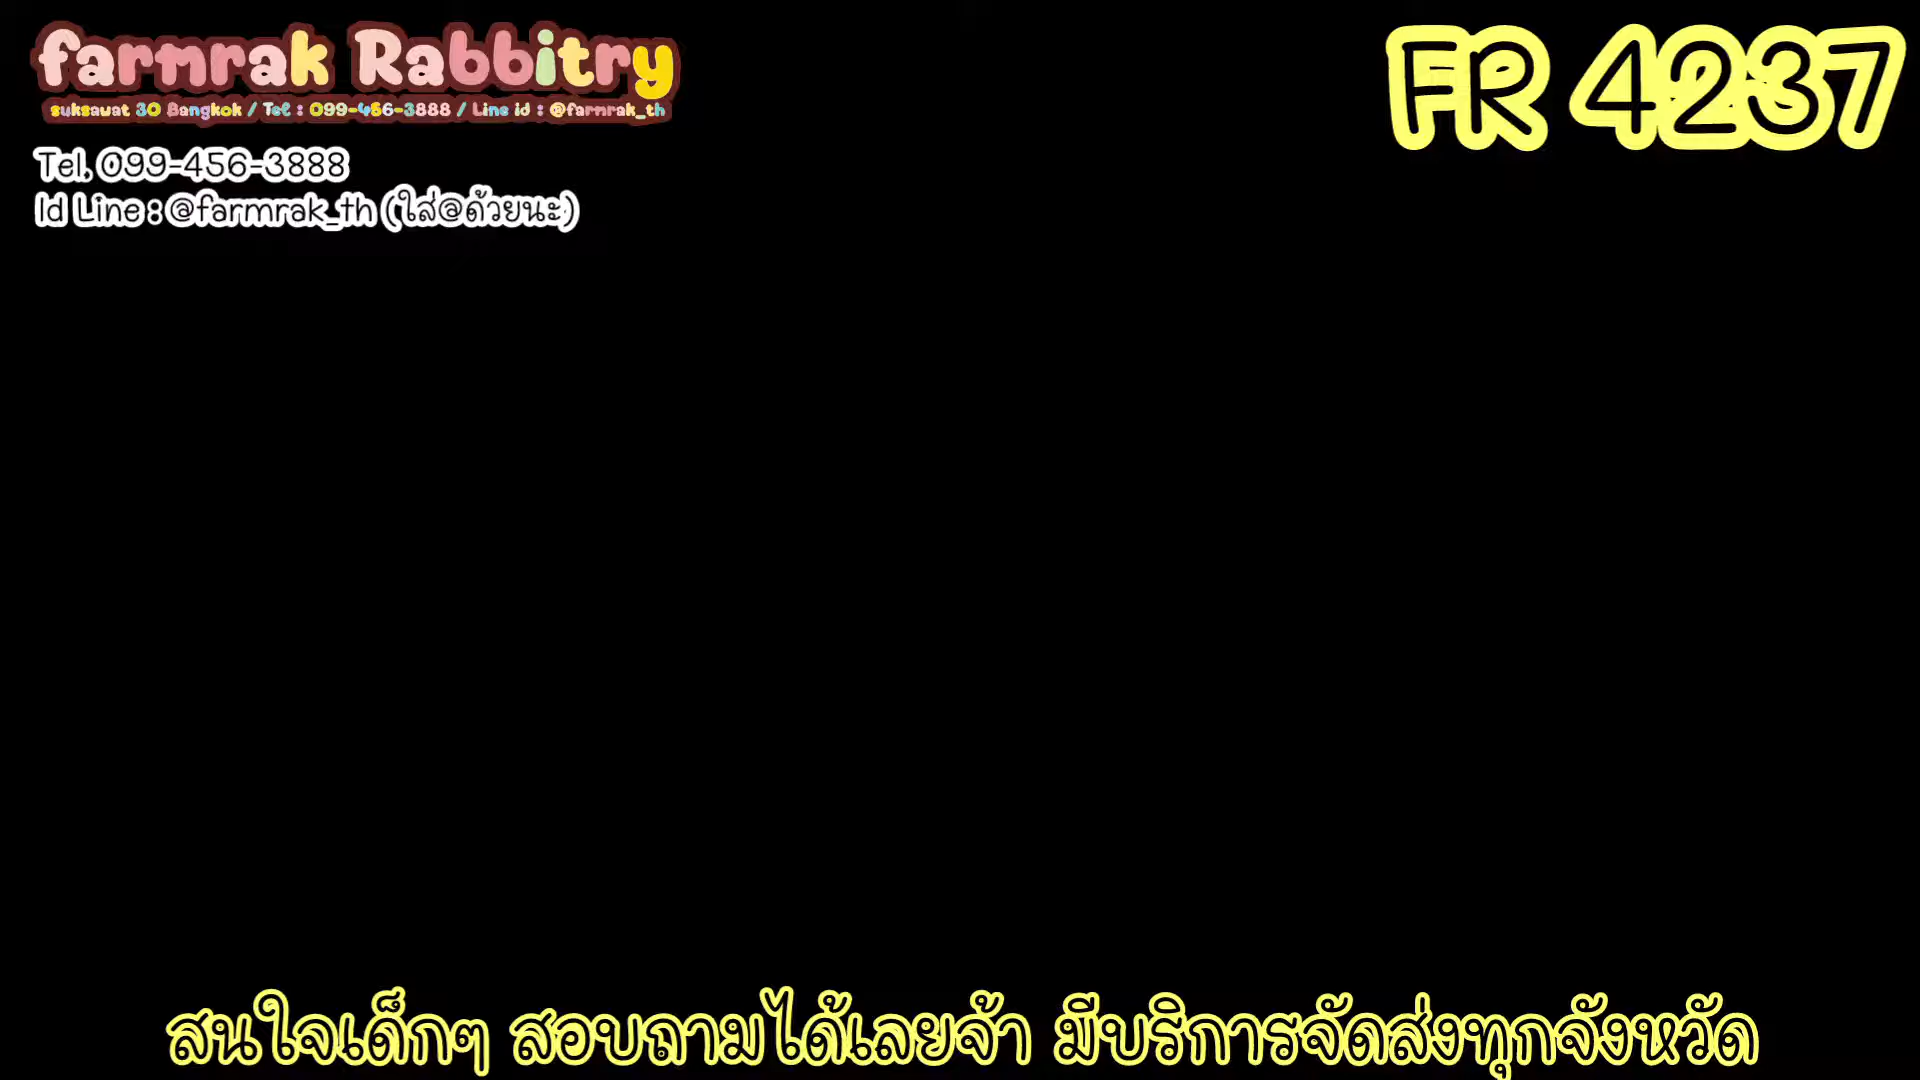 farmrak Rabbitry
suksawat 30 Bangkok / Tel : 099-456-3888 / Line id : @farmrak_th
FR 4237
Tel. 099-456-3888
Id Line : @farmrak_th (ใส่@ด้วยนะ)
สนใจเด็กๆ สอบถามได้เลยจ้า มีบริการจัดส่งทุกจังหวัด